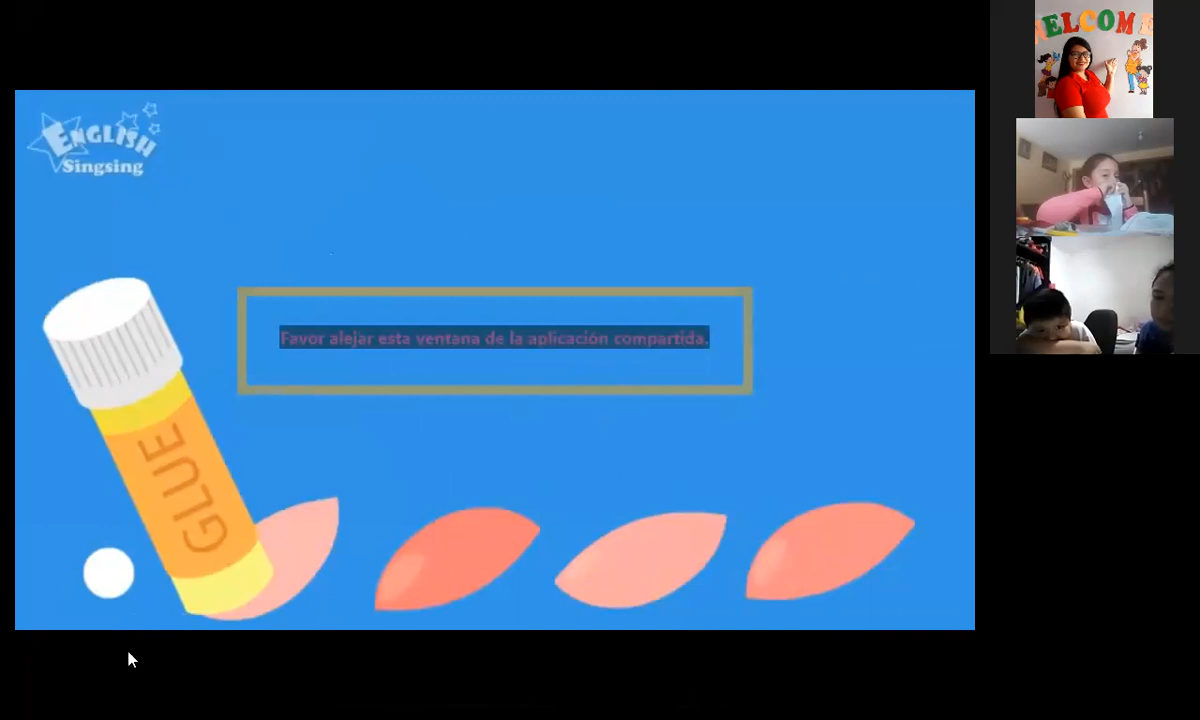 WELCOME
ENGLISH
Singsing
Favor alejar esta ventana de la aplicación compartida.
GLUE